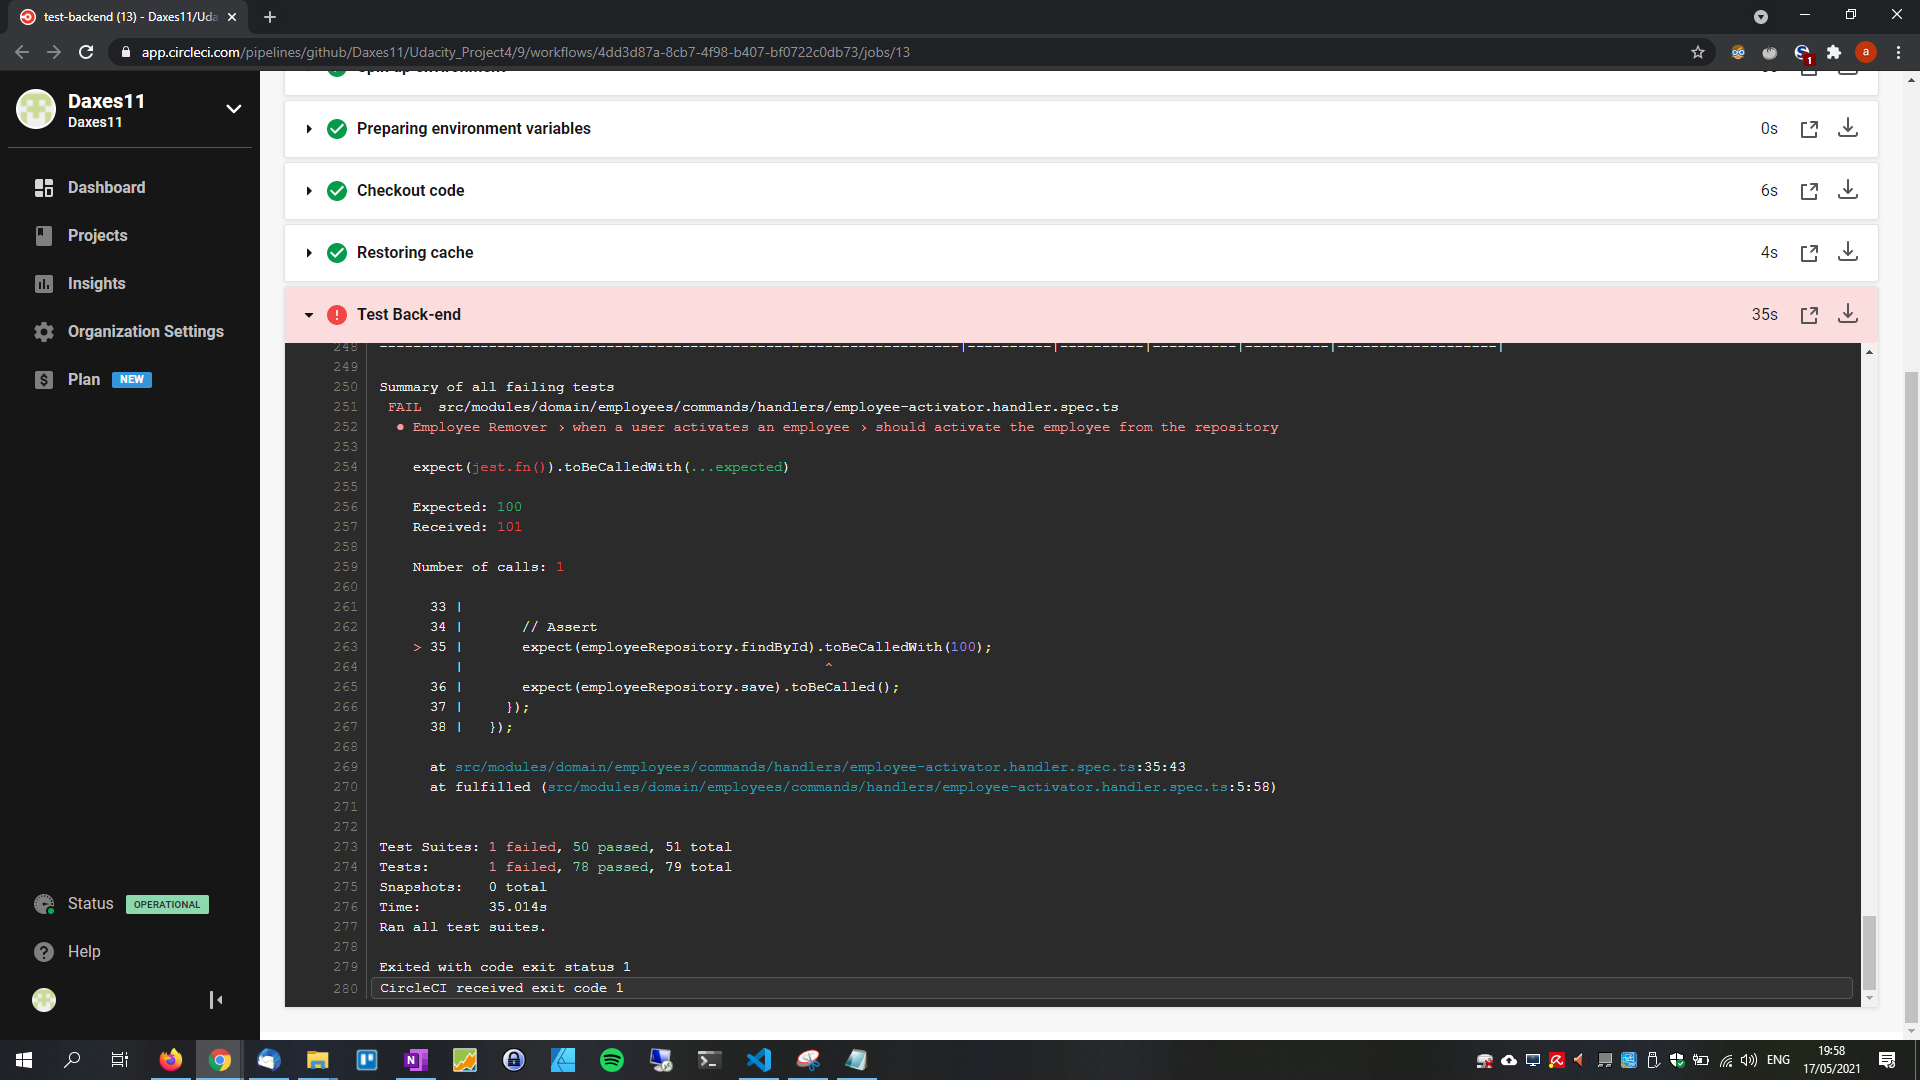 test-backend (13) - Daxes11/Uda
app.circleci.com/pipelines/github/Daxes11/Udacity_Project4/9/workflows/4dd3d87a-8cb7-4f98-b407-bf0722c0db73/jobs/13
1
a
Daxes11
Daxes11
Dashboard
Projects
Insights
Organization Settings
Plan NEW
Status OPERATIONAL
Help
Preparing environment variables 0s
Checkout code 6s
Restoring cache 4s
Test Back-end 35s
248 ---------------------------------------------------------------------|----------|----------|----------|----------|-------------------|
249
250 Summary of all failing tests
251 FAIL src/modules/domain/employees/commands/handlers/employee-activator.handler.spec.ts
252 ● Employee Remover › when a user activates an employee › should activate the employee from the repository
253
254 expect(jest.fn()).toBeCalledWith(...expected)
255
256 Expected: 100
257 Received: 101
258
259 Number of calls: 1
260
261 33 |
262 34 | // Assert
263 > 35 | expect(employeeRepository.findById).toBeCalledWith(100);
264 | ^
265 36 | expect(employeeRepository.save).toBeCalled();
266 37 | });
267 38 | });
268
269 at src/modules/domain/employees/commands/handlers/employee-activator.handler.spec.ts:35:43
270 at fulfilled (src/modules/domain/employees/commands/handlers/employee-activator.handler.spec.ts:5:58)
271
272
273 Test Suites: 1 failed, 50 passed, 51 total
274 Tests: 1 failed, 78 passed, 79 total
275 Snapshots: 0 total
276 Time: 35.014s
277 Ran all test suites.
278
279 Exited with code exit status 1
280 CircleCI received exit code 1
ENG
19:58
17/05/2021